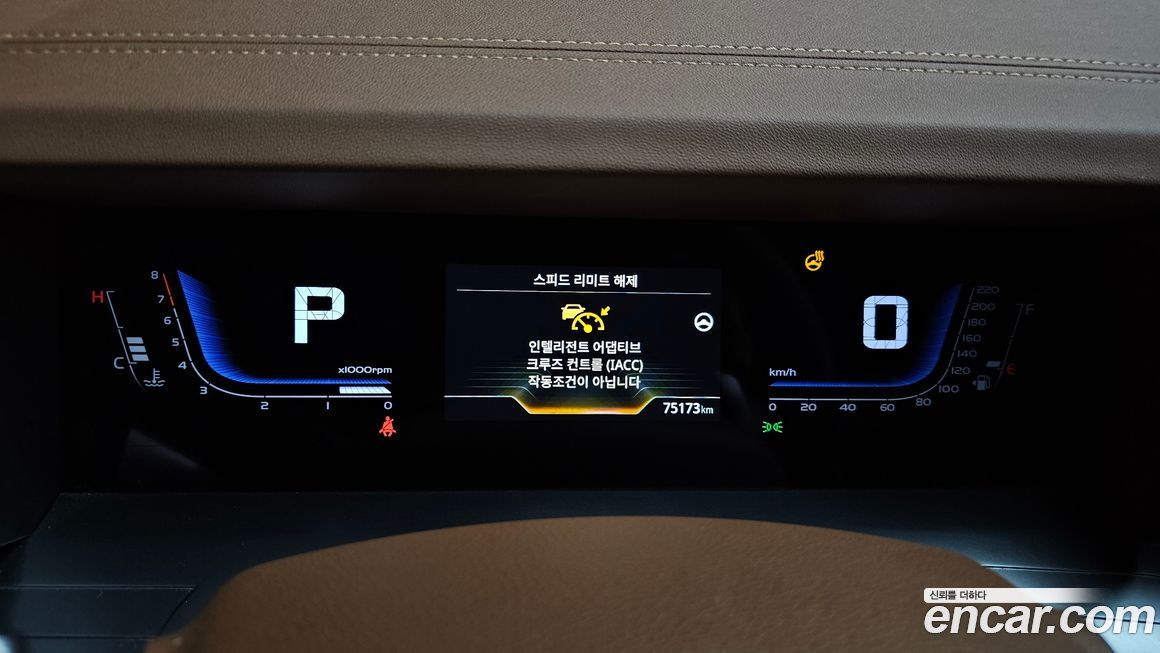 8
7
6
5
4
3
2
1
0
x1000rpm
H
C
P
스피드 리미트 해제
인텔리전트 어댑티브
크루즈 컨트롤 (IACC)
작동조건이 아닙니다
75173km
0
km/h
0
20
40
60
80
100
120
140
160
180
200
220
F
E
신뢰를 더하다
encar.com